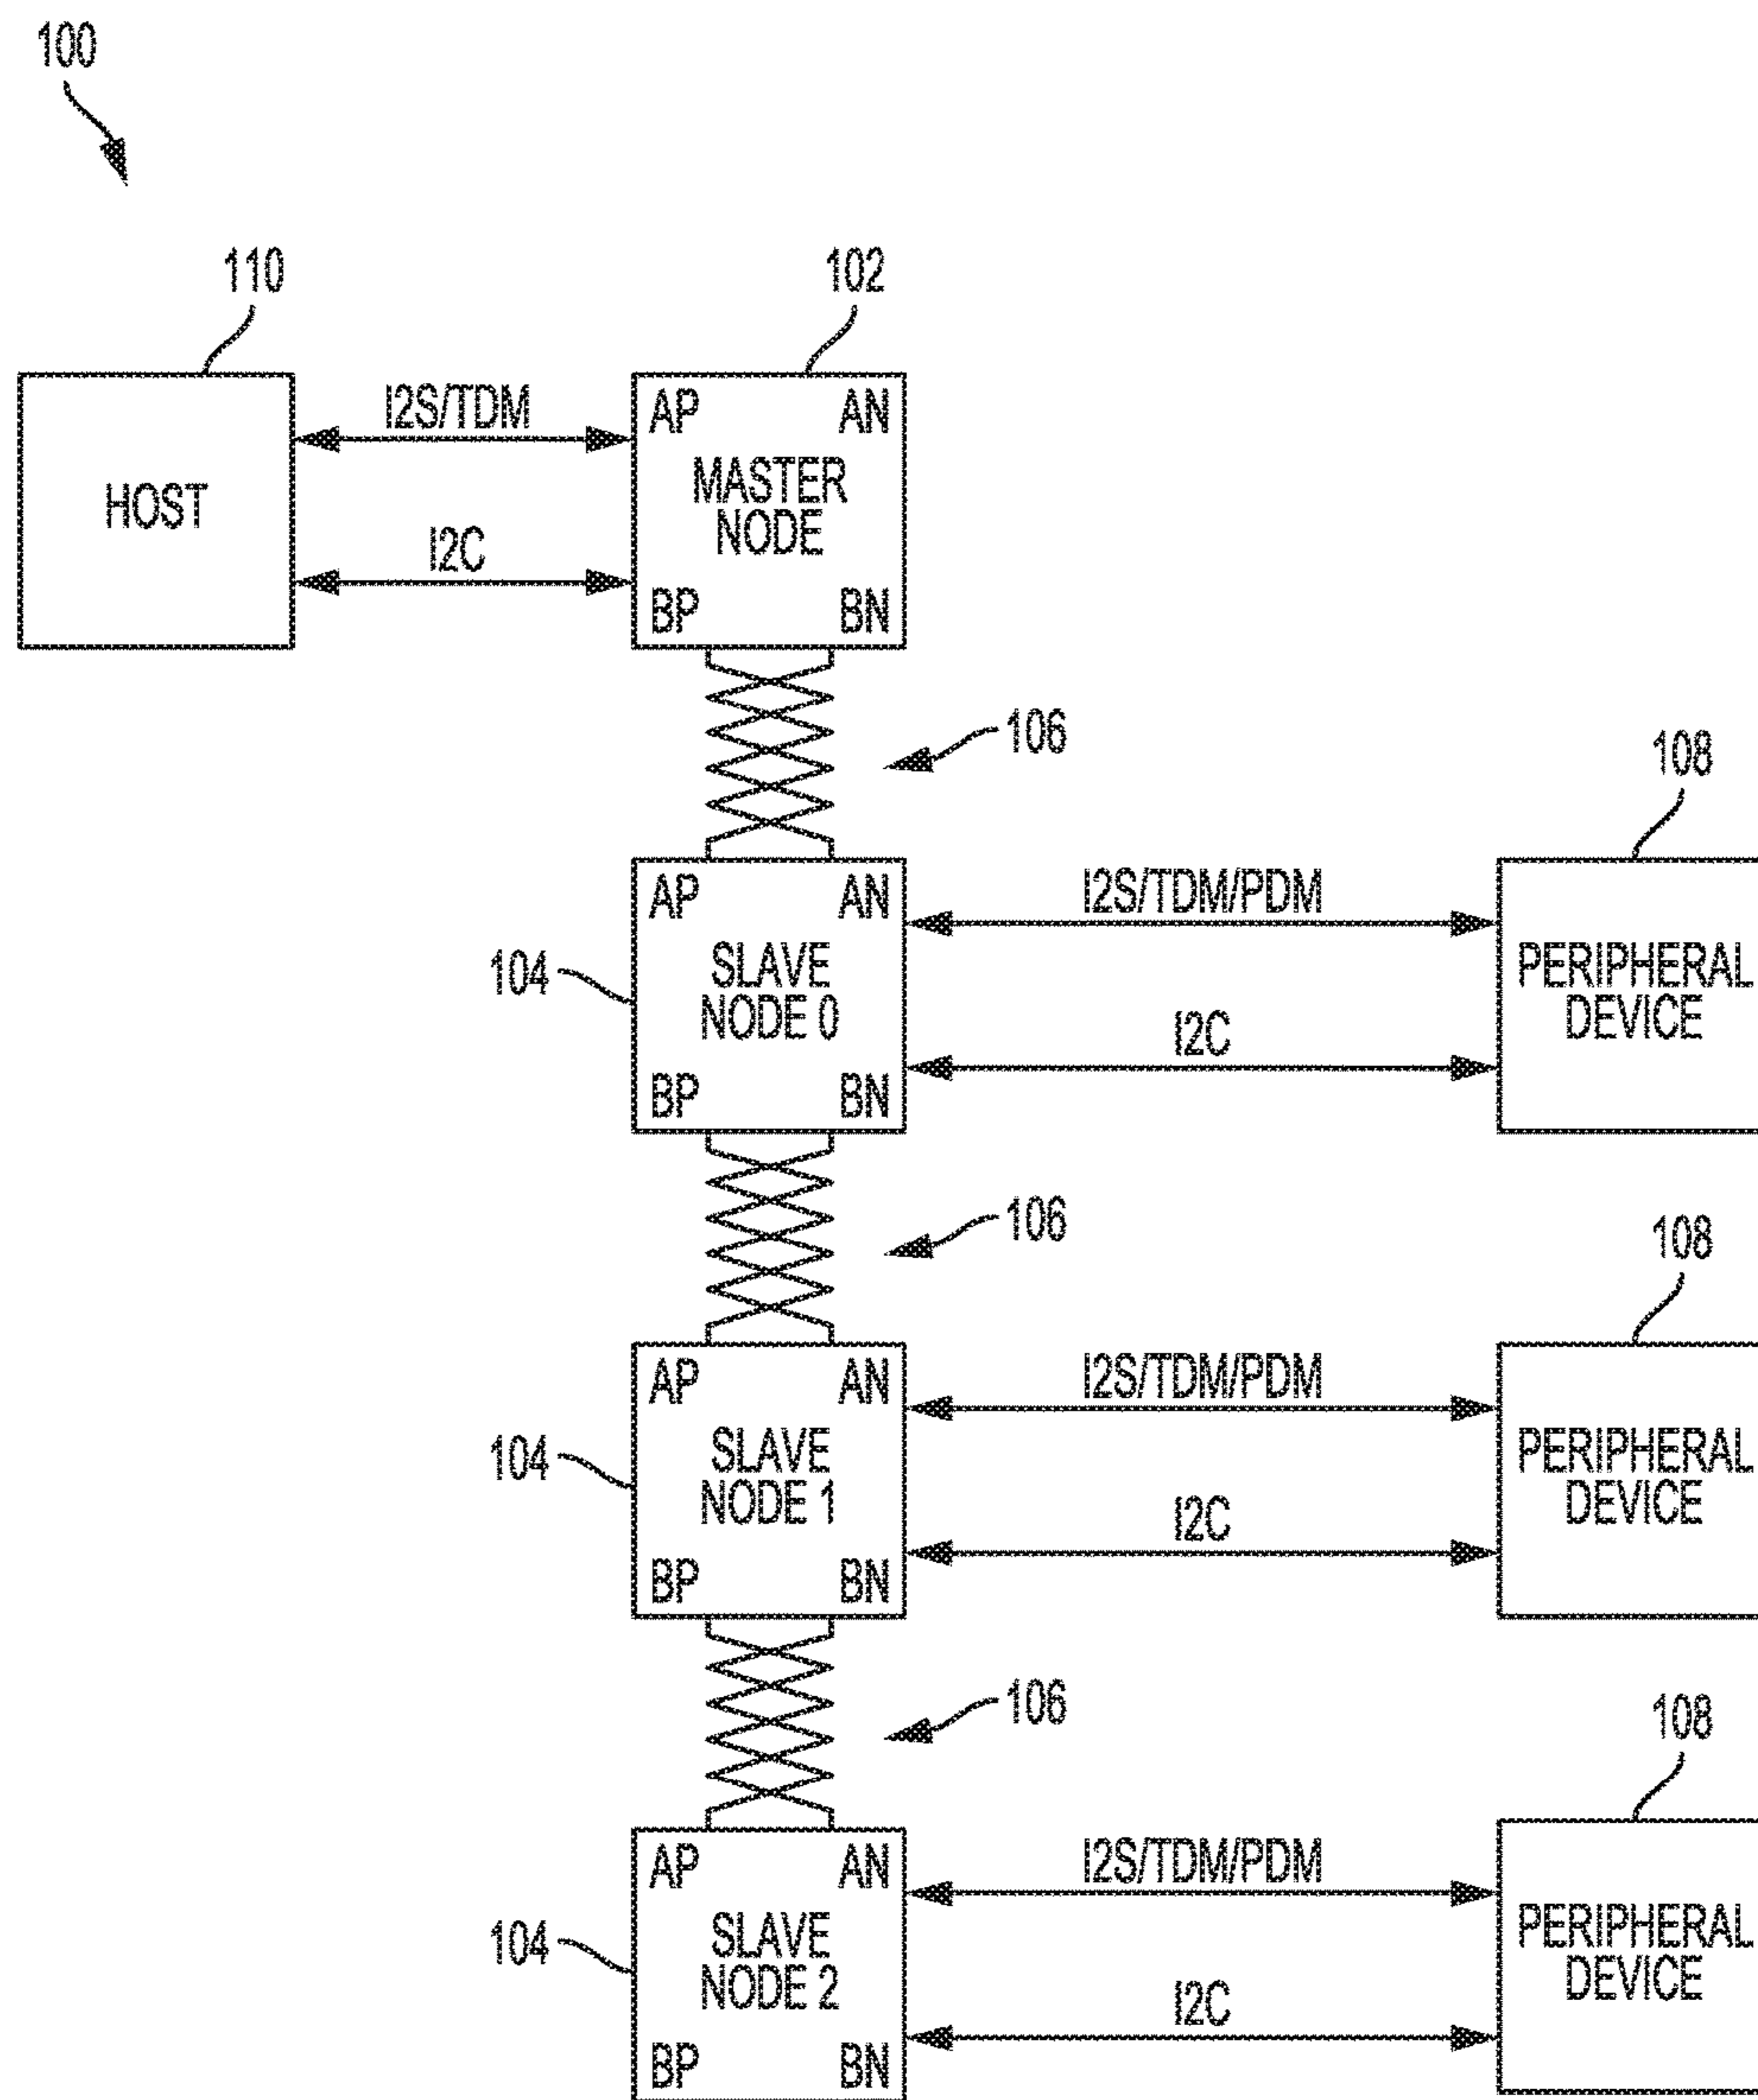 100
110
102
I2S/TDM
AP AN
HOST
MASTER
NODE
I2C
BP BN
106
108
AP AN
I2S/TDM/PDM
104
SLAVE
NODE 0
PERIPHERAL
DEVICE
I2C
BP BN
106
108
AP AN
I2S/TDM/PDM
104
SLAVE
NODE 1
PERIPHERAL
DEVICE
I2C
BP BN
106
108
AP AN
I2S/TDM/PDM
104
SLAVE
NODE 2
PERIPHERAL
DEVICE
I2C
BP BN